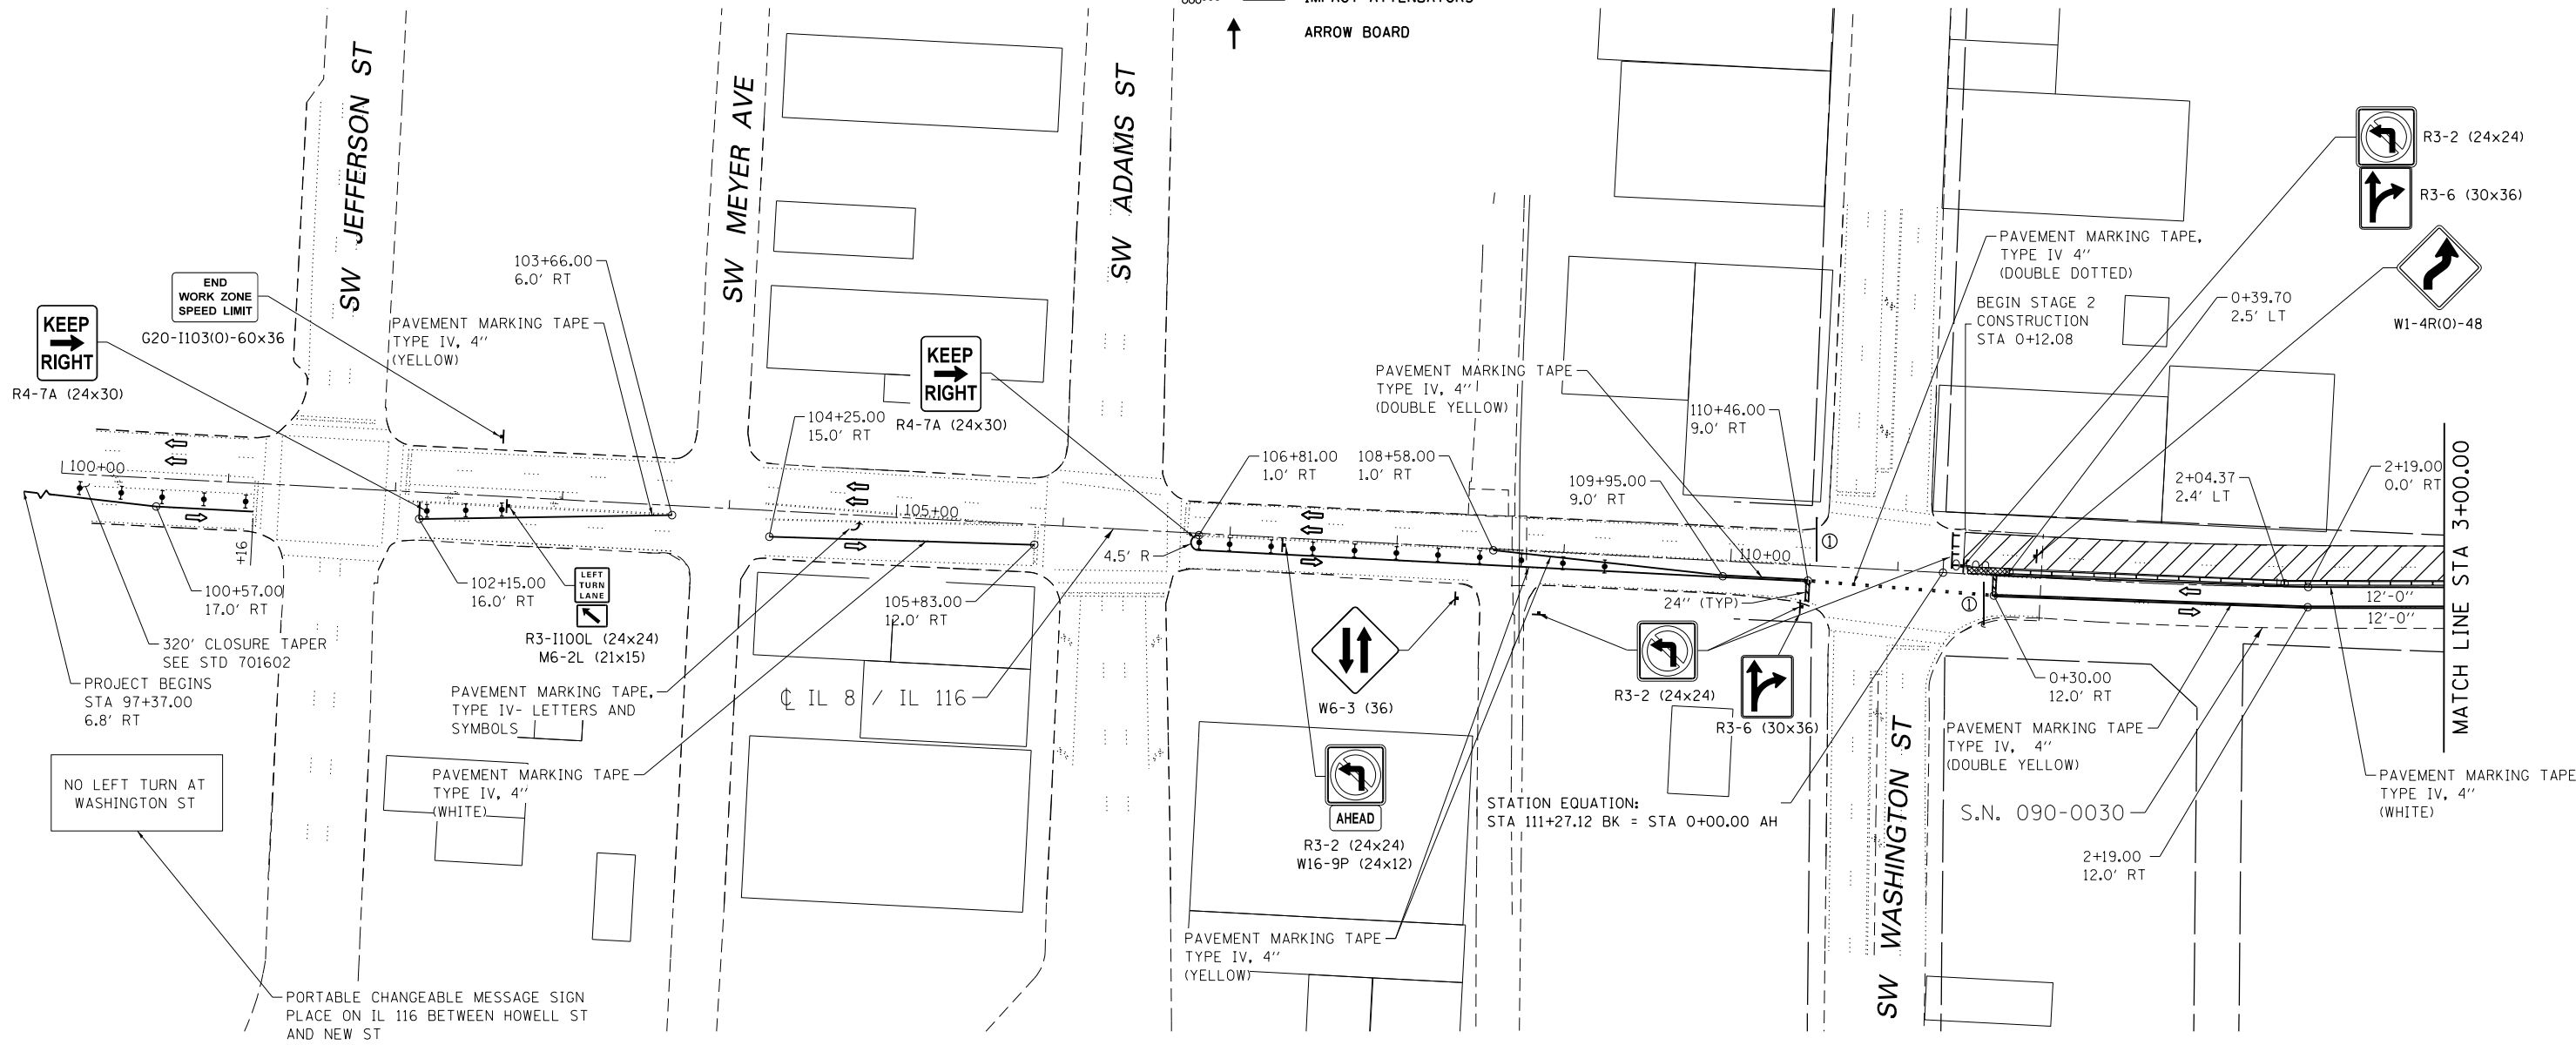 IMPACT ATTENUATORS
ARROW BOARD
SW JEFFERSON ST
SW MEYER AVE
SW ADAMS ST
R3-2 (24x24)
R3-6 (30x36)
W1-4R(O)-48
PAVEMENT MARKING TAPE,
TYPE IV 4''
(DOUBLE DOTTED)
BEGIN STAGE 2
CONSTRUCTION
STA 0+12.08
0+39.70
2.5' LT
END
WORK ZONE
SPEED LIMIT
G20-I103(O)-60x36
103+66.00
6.0' RT
PAVEMENT MARKING TAPE
TYPE IV, 4''
(YELLOW)
KEEP
RIGHT
R4-7A (24x30)
KEEP
RIGHT
R4-7A (24x30)
104+25.00
15.0' RT
PAVEMENT MARKING TAPE
TYPE IV, 4''
(DOUBLE YELLOW)
110+46.00
9.0' RT
106+81.00
1.0' RT
108+58.00
1.0' RT
109+95.00
9.0' RT
2+04.37
2.4' LT
2+19.00
0.0' RT
MATCH LINE STA 3+00.00
100+00
105+00
110+00
+16
4.5' R
1
1
12'-0''
12'-0''
24'' (TYP)
100+57.00
17.0' RT
102+15.00
16.0' RT
LEFT
TURN
LANE
R3-I100L (24x24)
M6-2L (21x15)
105+83.00
12.0' RT
320' CLOSURE TAPER
SEE STD 701602
PROJECT BEGINS
STA 97+37.00
6.8' RT
PAVEMENT MARKING TAPE,
TYPE IV- LETTERS AND
SYMBOLS
℄ IL 8 / IL 116
W6-3 (36)
R3-2 (24x24)
R3-6 (30x36)
0+30.00
12.0' RT
PAVEMENT MARKING TAPE
TYPE IV, 4''
(DOUBLE YELLOW)
NO LEFT TURN AT
WASHINGTON ST
PAVEMENT MARKING TAPE
TYPE IV, 4''
(WHITE)
AHEAD
R3-2 (24x24)
W16-9P (24x12)
STATION EQUATION:
STA 111+27.12 BK = STA 0+00.00 AH
SW WASHINGTON ST
S.N. 090-0030
2+19.00
12.0' RT
PAVEMENT MARKING TAPE
TYPE IV, 4''
(WHITE)
PAVEMENT MARKING TAPE
TYPE IV, 4''
(YELLOW)
PORTABLE CHANGEABLE MESSAGE SIGN
PLACE ON IL 116 BETWEEN HOWELL ST
AND NEW ST